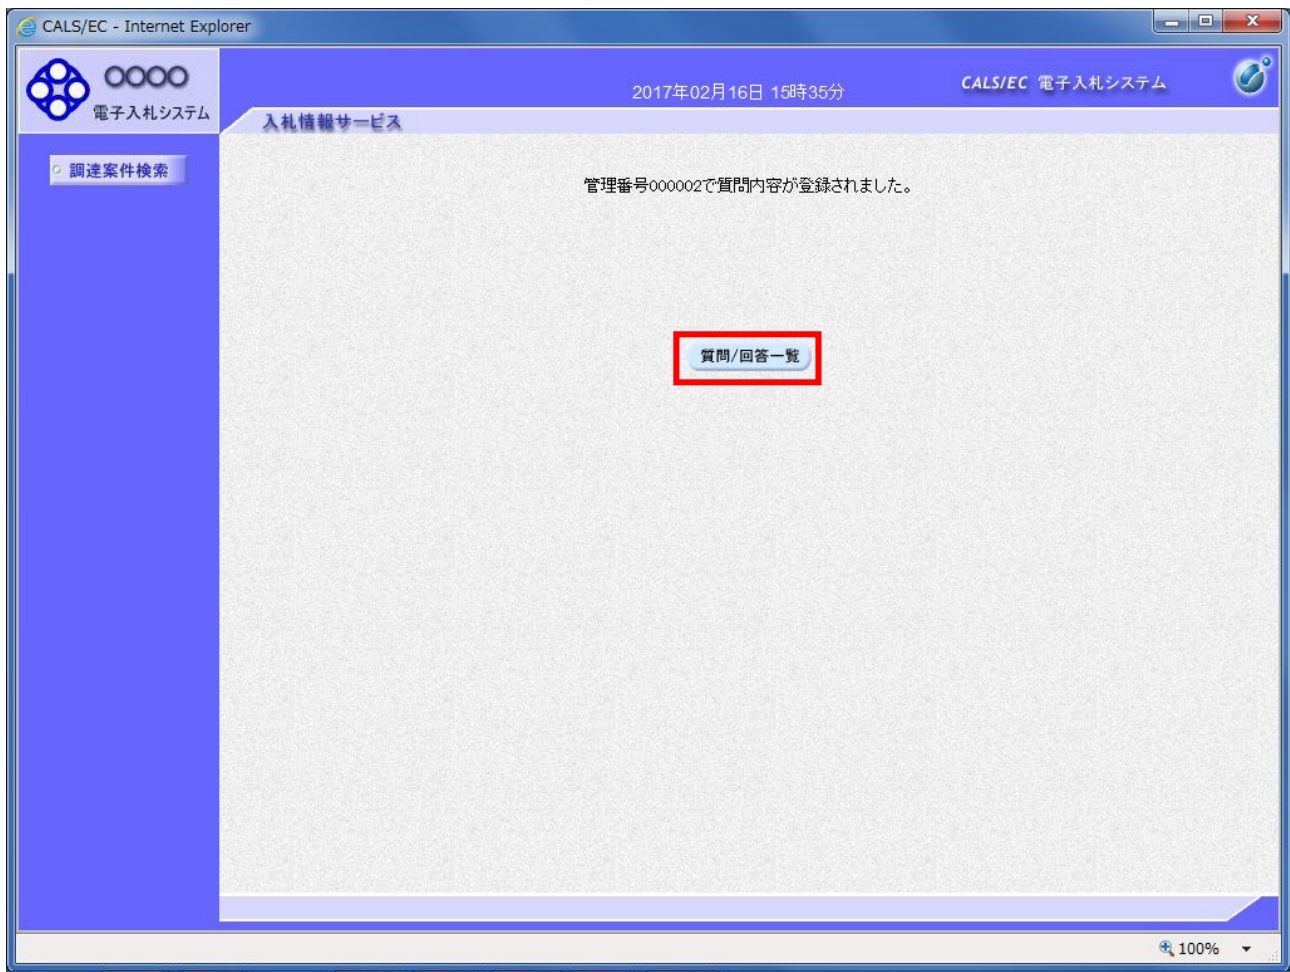 CALS/EC - Internet Explorer
OOOO
電子入札システム
2017年02月16日 15時35分
CALS/EC 電子入札システム
入札情報サービス
調達案件検索
管理番号000002で質問内容が登録されました。
質問/回答一覧
100%